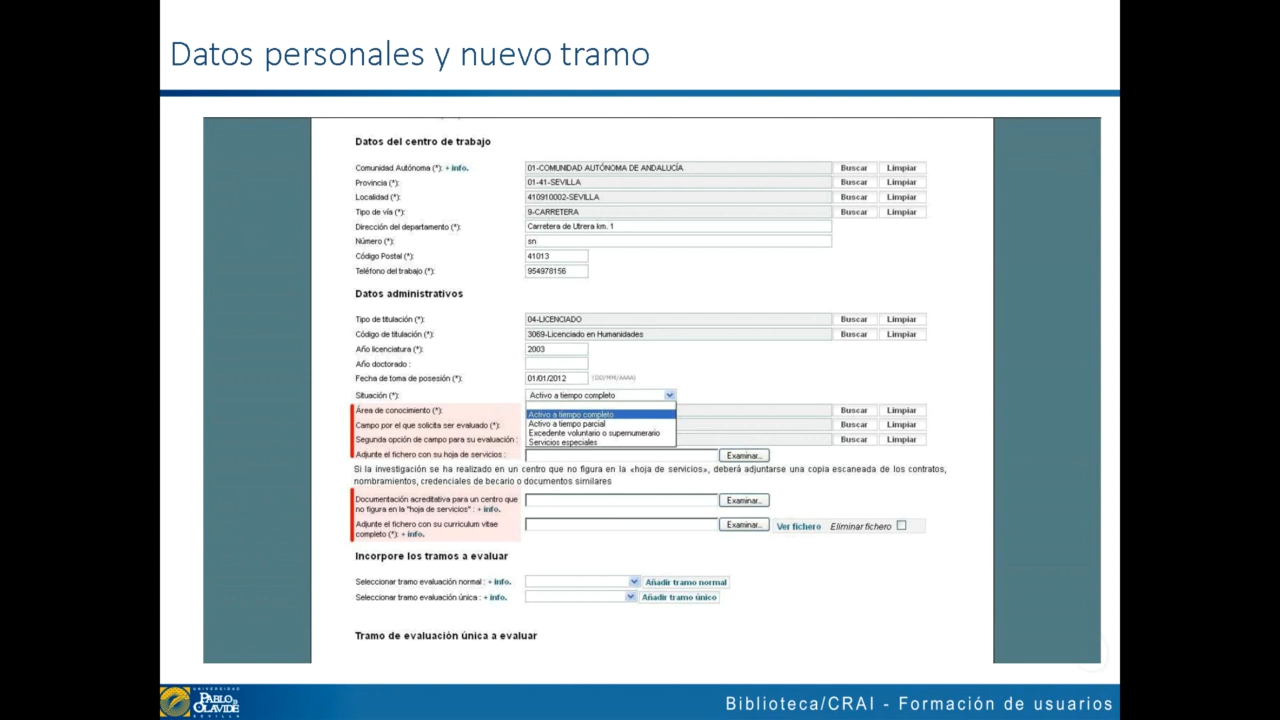 Datos personales y nuevo tramo
Datos del centro de trabajo
Comunidad Autónoma (*): + info. 01-COMUNIDAD AUTÓNOMA DE ANDALUCÍA Buscar Limpiar
Provincia (*): 01-41-SEVILLA Buscar Limpiar
Localidad (*): 410910002-SEVILLA Buscar Limpiar
Tipo de vía (*): 9-CARRETERA Buscar Limpiar
Dirección del departamento (*): Carretera de Utrera km. 1
Número (*): sn
Código Postal (*): 41013
Teléfono del trabajo (*): 954978156
Datos administrativos
Tipo de titulación (*): 04-LICENCIADO Buscar Limpiar
Código de titulación (*): 3069-Licenciado en Humanidades Buscar Limpiar
Año licenciatura (*): 2003
Año doctorado :
Fecha de toma de posesión (*): 01/01/2012 (DD/MM/AAAA)
Situación (*): Activo a tiempo completo
Área de conocimiento (*): Activo a tiempo completo Buscar Limpiar
Campo por el que solicita ser evaluado (*): Activo a tiempo parcial Buscar Limpiar
Segunda opción de campo para su evaluación : Excedente voluntario o supernumerario Buscar Limpiar
Servicios especiales
Adjunte el fichero con su hoja de servicios : Examinar...
Si la investigación se ha realizado en un centro que no figura en la «hoja de servicios», deberá adjuntarse una copia escaneada de los contratos,
nombramientos, credenciales de becario o documentos similares
Documentación acreditativa para un centro que Examinar...
no figura en la "hoja de servicios" : + info.
Adjunte el fichero con su curriculum vitae Examinar... Ver fichero Eliminar fichero
completo (*): + info.
Incorpore los tramos a evaluar
Seleccionar tramo evaluación normal : + info. Añadir tramo normal
Seleccionar tramo evaluación única : + info. Añadir tramo único
Tramo de evaluación única a evaluar
UNIVERSIDAD
PABLO DE
OLAVIDE
SEVILLA
Biblioteca/CRAI - Formación de usuarios